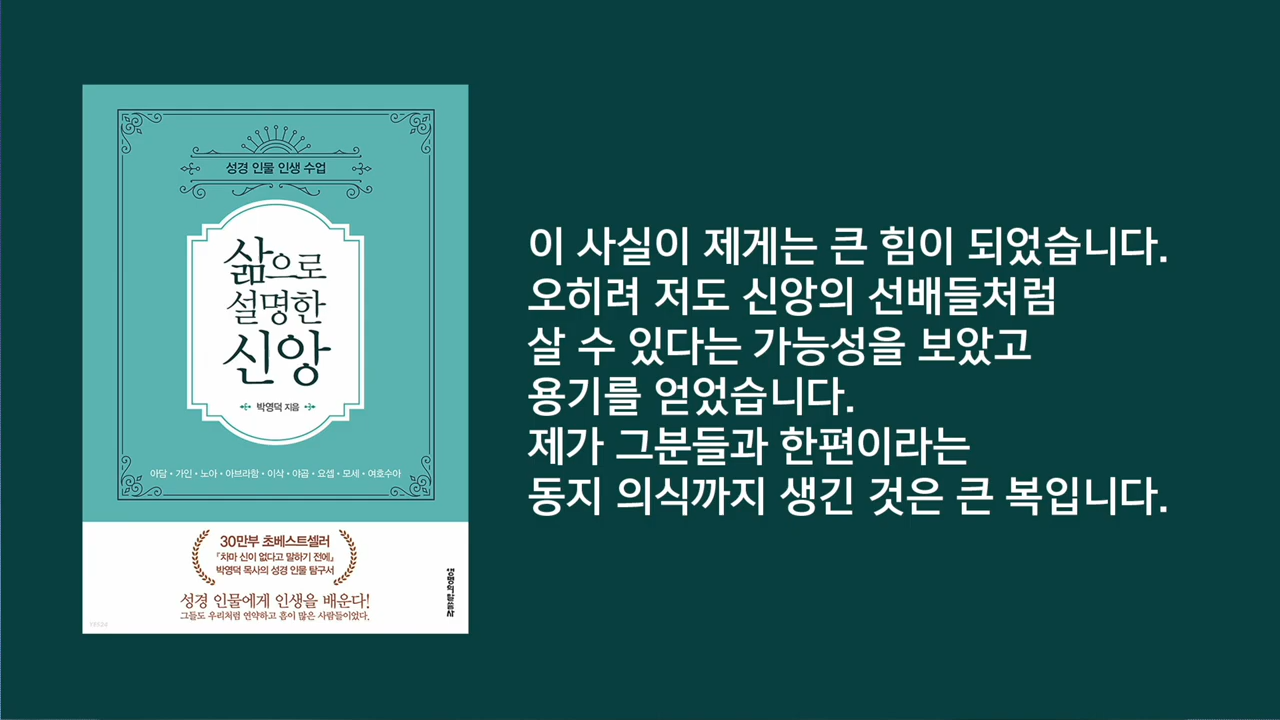 성경 인물 인생 수업
삶으로
설명한
신앙
박영덕 지음
아담 • 가인 • 노아 • 아브라함 • 이삭 • 야곱 • 요셉 • 모세 • 여호수아
30만부 초베스트셀러
『차마 신이 없다고 말하기 전에』
박영덕 목사의 성경 인물 탐구서
성경 인물에게 인생을 배운다!
그들도 우리처럼 연약하고 흠이 많은 사람들이었다.
생명의말씀사
YES24
이 사실이 제게는 큰 힘이 되었습니다.
오히려 저도 신앙의 선배들처럼
살 수 있다는 가능성을 보았고
용기를 얻었습니다.
제가 그분들과 한편이라는
동지 의식까지 생긴 것은 큰 복입니다.